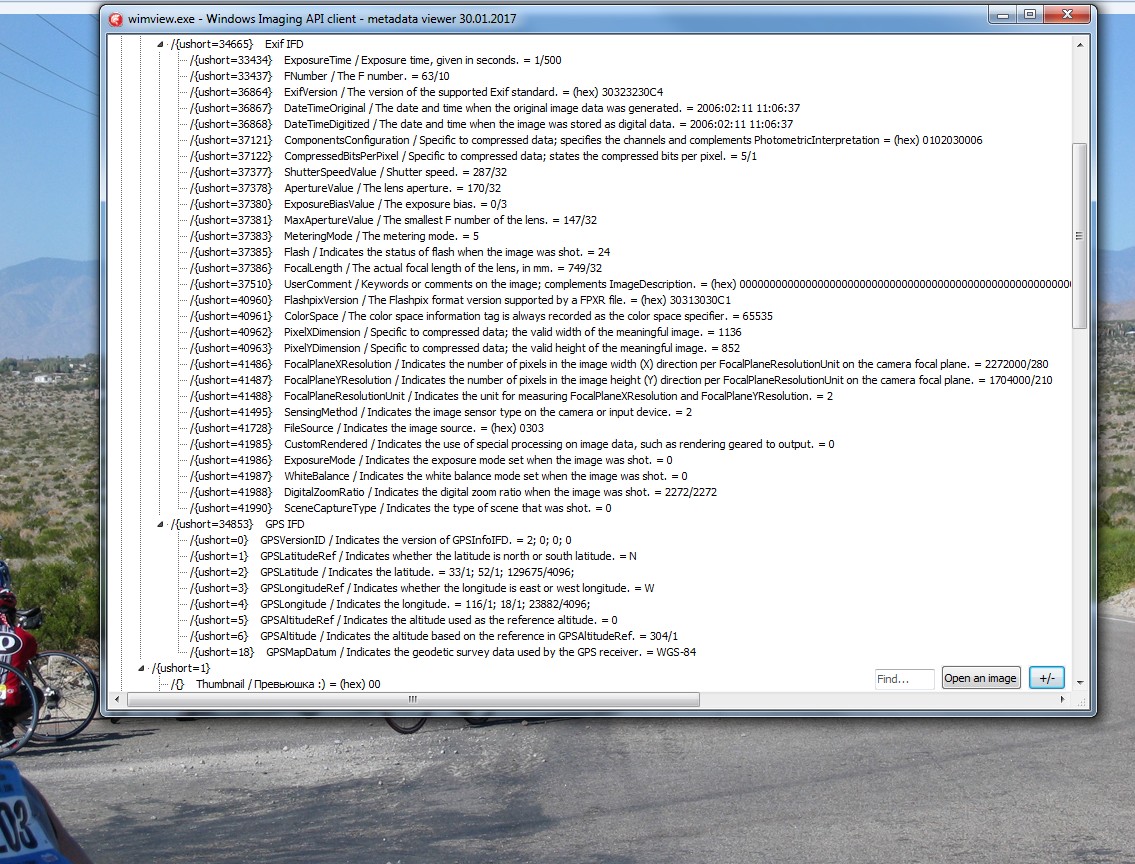 wimview.exe - Windows Imaging API client - metadata viewer 30.01.2017
/{ushort=34665} Exif IFD
/{ushort=33434} ExposureTime / Exposure time, given in seconds. = 1/500
/{ushort=33437} FNumber / The F number. = 63/10
/{ushort=36864} ExifVersion / The version of the supported Exif standard. = (hex) 30323230C4
/{ushort=36867} DateTimeOriginal / The date and time when the original image data was generated. = 2006:02:11 11:06:37
/{ushort=36868} DateTimeDigitized / The date and time when the image was stored as digital data. = 2006:02:11 11:06:37
/{ushort=37121} ComponentsConfiguration / Specific to compressed data; specifies the channels and complements PhotometricInterpretation = (hex) 0102030006
/{ushort=37122} CompressedBitsPerPixel / Specific to compressed data; states the compressed bits per pixel. = 5/1
/{ushort=37377} ShutterSpeedValue / Shutter speed. = 287/32
/{ushort=37378} ApertureValue / The lens aperture. = 170/32
/{ushort=37380} ExposureBiasValue / The exposure bias. = 0/3
/{ushort=37381} MaxApertureValue / The smallest F number of the lens. = 147/32
/{ushort=37383} MeteringMode / The metering mode. = 5
/{ushort=37385} Flash / Indicates the status of flash when the image was shot. = 24
/{ushort=37386} FocalLength / The actual focal length of the lens, in mm. = 749/32
/{ushort=37510} UserComment / Keywords or comments on the image; complements ImageDescription. = (hex)
/{ushort=40960} FlashpixVersion / The Flashpix format version supported by a FPXR file. = (hex) 30313030C1
/{ushort=40961} ColorSpace / The color space information tag is always recorded as the color space specifier. = 65535
/{ushort=40962} PixelXDimension / Specific to compressed data; the valid width of the meaningful image. = 1136
/{ushort=40963} PixelYDimension / Specific to compressed data; the valid height of the meaningful image. = 852
/{ushort=41486} FocalPlaneXResolution / Indicates the number of pixels in the image width (X) direction per FocalPlaneResolutionUnit on the camera focal plane. = 2272000/280
/{ushort=41487} FocalPlaneYResolution / Indicates the number of pixels in the image height (Y) direction per FocalPlaneResolutionUnit on the camera focal plane. = 1704000/210
/{ushort=41488} FocalPlaneResolutionUnit / Indicates the unit for measuring FocalPlaneXResolution and FocalPlaneYResolution. = 2
/{ushort=41495} SensingMethod / Indicates the image sensor type on the camera or input device. = 2
/{ushort=41728} FileSource / Indicates the image source. = (hex) 0303
/{ushort=41985} CustomRendered / Indicates the use of special processing on image data, such as rendering geared to output. = 0
/{ushort=41986} ExposureMode / Indicates the exposure mode set when the image was shot. = 0
/{ushort=41987} WhiteBalance / Indicates the white balance mode set when the image was shot. = 0
/{ushort=41988} DigitalZoomRatio / Indicates the digital zoom ratio when the image was shot. = 2272/2272
/{ushort=41990} SceneCaptureType / Indicates the type of scene that was shot. = 0
/{ushort=34853} GPS IFD
/{ushort=0} GPSVersionID / Indicates the version of GPSInfoIFD. = 2; 0; 0; 0
/{ushort=1} GPSLatitudeRef / Indicates whether the latitude is north or south latitude. = N
/{ushort=2} GPSLatitude / Indicates the latitude. = 33/1; 52/1; 129675/4096;
/{ushort=3} GPSLongitudeRef / Indicates whether the longitude is east or west longitude. = W
/{ushort=4} GPSLongitude / Indicates the longitude. = 116/1; 18/1; 23882/4096;
/{ushort=5} GPSAltitudeRef / Indicates the altitude used as the reference altitude. = 0
/{ushort=6} GPSAltitude / Indicates the altitude based on the reference in GPSAltitudeRef. = 304/1
/{ushort=18} GPSMapDatum / Indicates the geodetic survey data used by the GPS receiver. = WGS-84
/{ushort=1}
/{} Thumbnail / Превьюшка :) = (hex) 00
Find... Open an image +/-
03